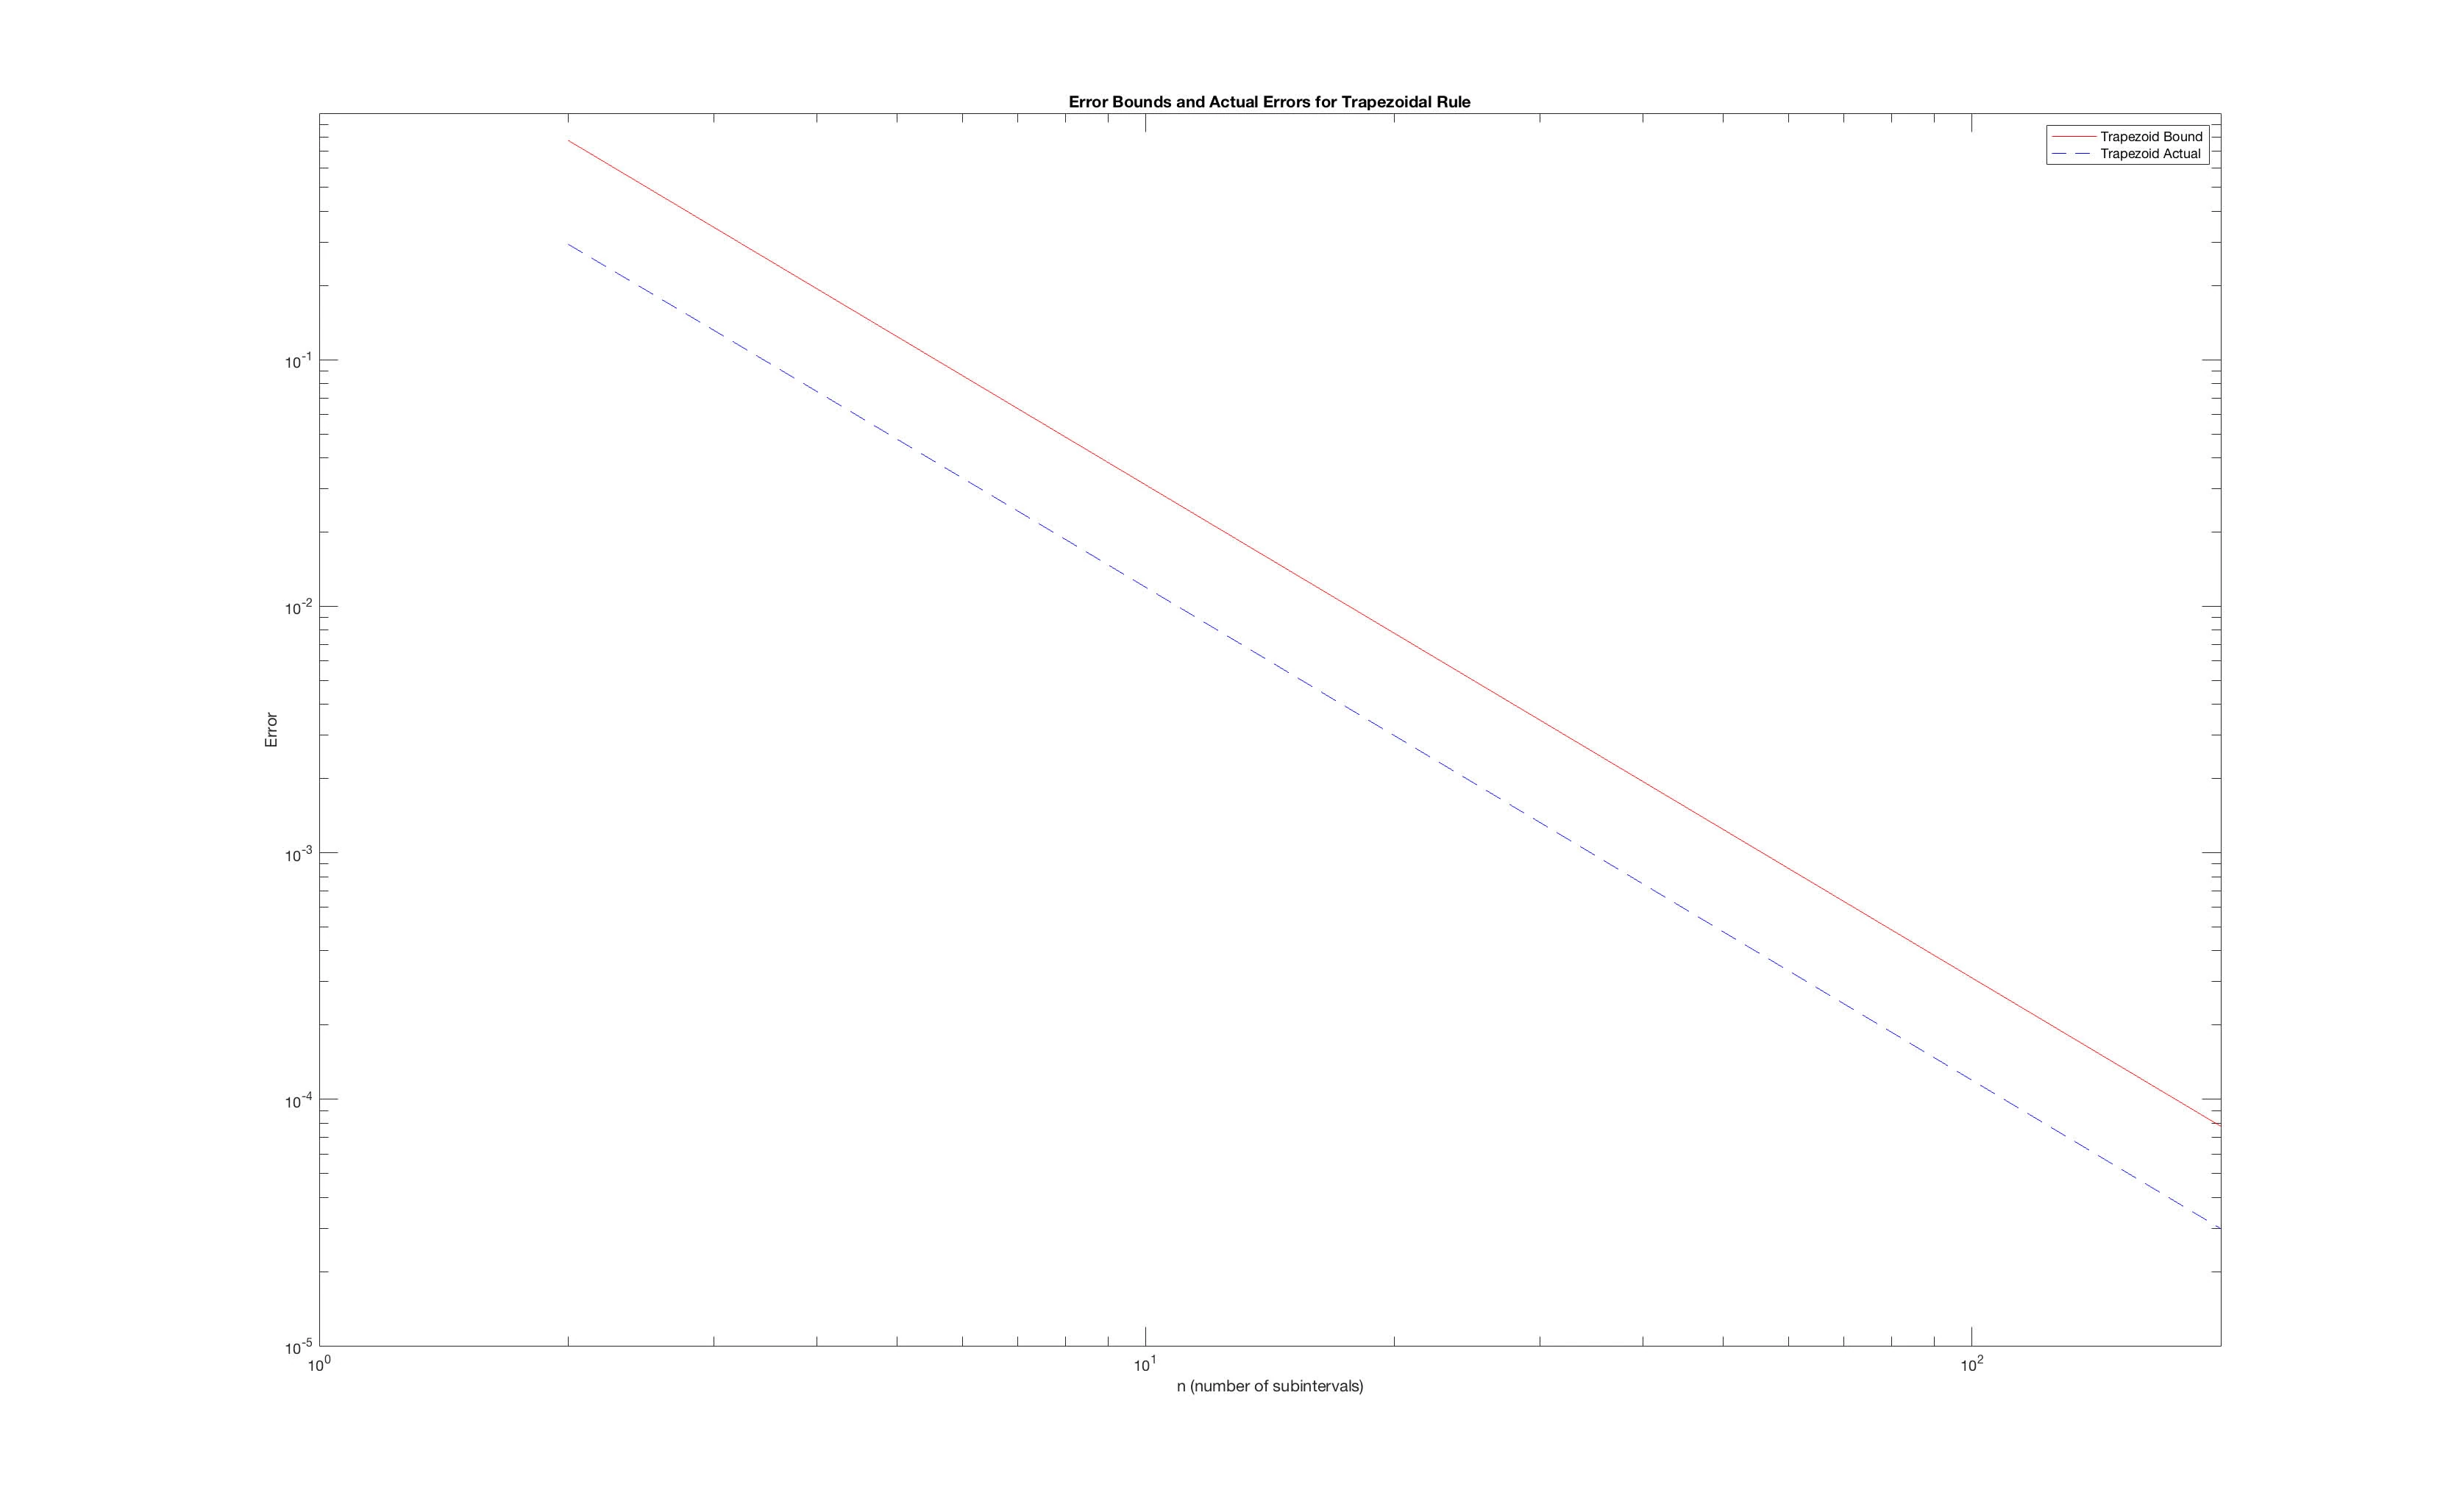 Error Bounds and Actual Errors for Trapezoidal Rule
Trapezoid Bound
Trapezoid Actual
10^-1
10^-2
10^-3
10^-4
10^-5
Error
10^0
10^1
10^2
n (number of subintervals)